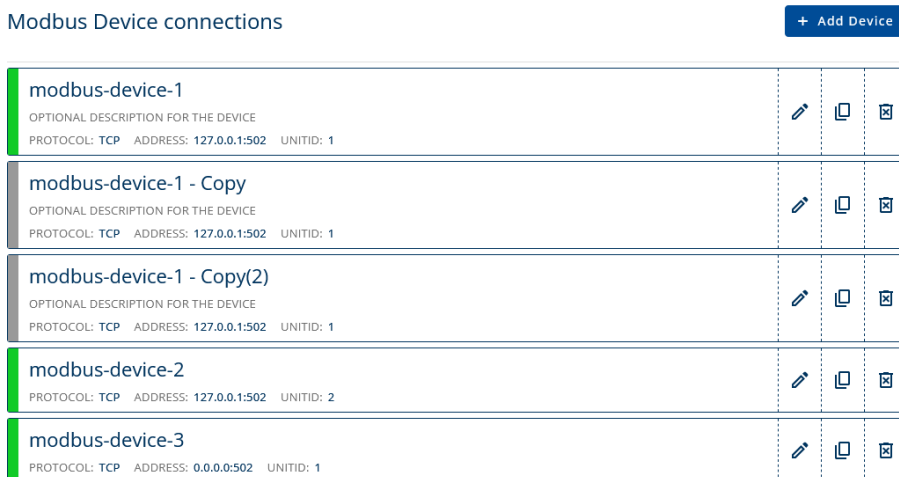 Modbus Device connections
+ Add Device
modbus-device-1
OPTIONAL DESCRIPTION FOR THE DEVICE
PROTOCOL: TCP ADDRESS: 127.0.0.1:502 UNITID: 1
modbus-device-1 - Copy
OPTIONAL DESCRIPTION FOR THE DEVICE
PROTOCOL: TCP ADDRESS: 127.0.0.1:502 UNITID: 1
modbus-device-1 - Copy(2)
OPTIONAL DESCRIPTION FOR THE DEVICE
PROTOCOL: TCP ADDRESS: 127.0.0.1:502 UNITID: 1
modbus-device-2
PROTOCOL: TCP ADDRESS: 127.0.0.1:502 UNITID: 2
modbus-device-3
PROTOCOL: TCP ADDRESS: 0.0.0.0:502 UNITID: 1